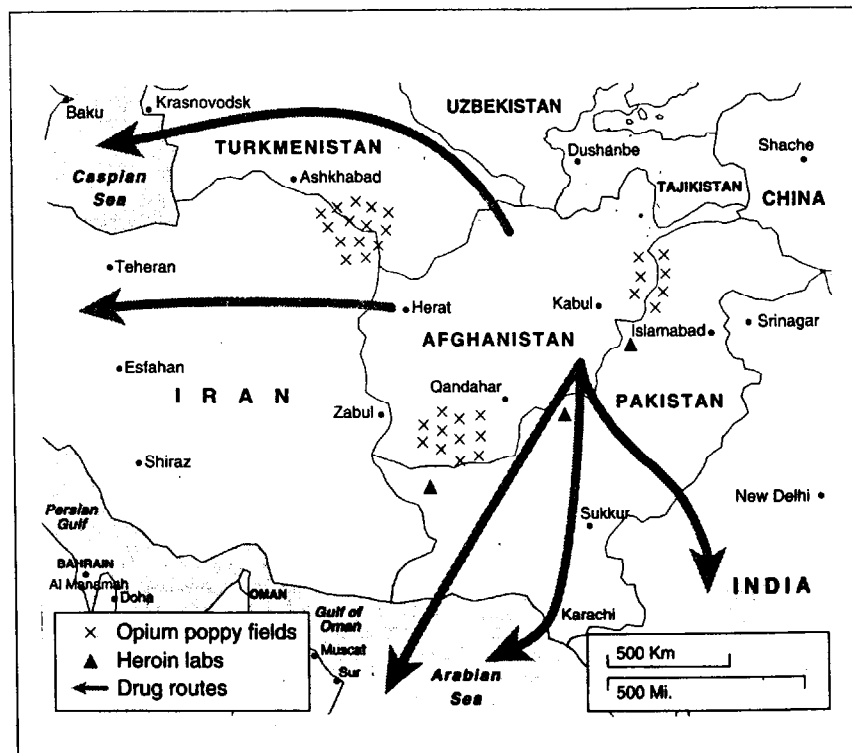 Baku
Krasnovodsk
UZBEKISTAN
TURKMENISTAN
Dushanbe
Shache
Caspian
Sea
Ashkhabad
TAJIKISTAN
CHINA
Teheran
Herat
Kabul
Islamabad
Srinagar
AFGHANISTAN
Esfahan
IRAN
Qandahar
Zabul
PAKISTAN
Shiraz
New Delhi
Persian
Gulf
Sukkur
BAHRAIN
Al Manamah
Doha
OMAN
INDIA
Gulf of
Oman
Karachi
Muscat
Sur
Arabian
Sea
Opium poppy fields
Heroin labs
Drug routes
500 Km
500 Mi.